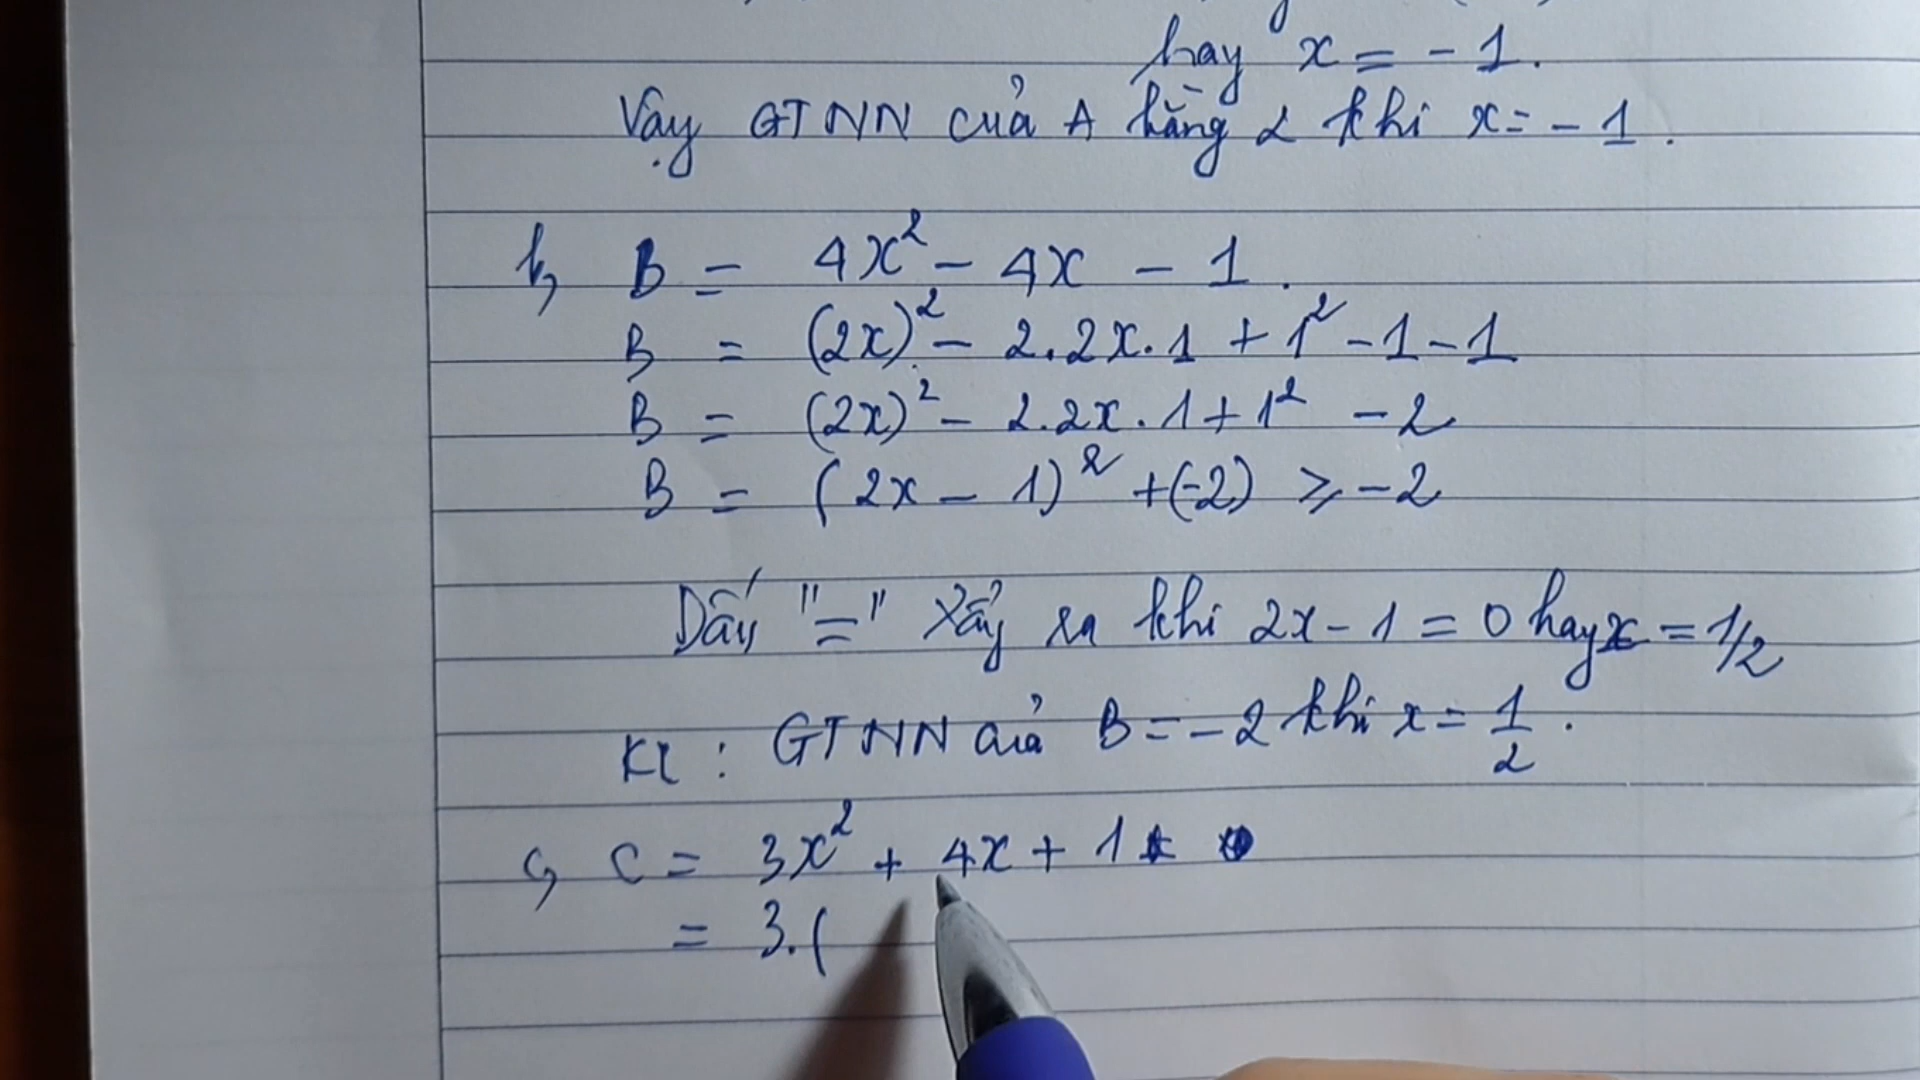 hay x = - 1.
Vậy GTNN của A bằng 2 khi x = - 1.
b, B = 4x² - 4x - 1.
B = (2x)² - 2.2x.1 + 1² - 1 - 1
B = (2x)² - 2.2x.1 + 1² - 2
B = (2x - 1)² + (-2) ⩾ - 2
Dấu "=" xảy ra khi 2x - 1 = 0 hay x = 1/2
KL : GTNN của B = - 2 khi x = 1/2.
c, C = 3x² + 4x + 1
= 3.(